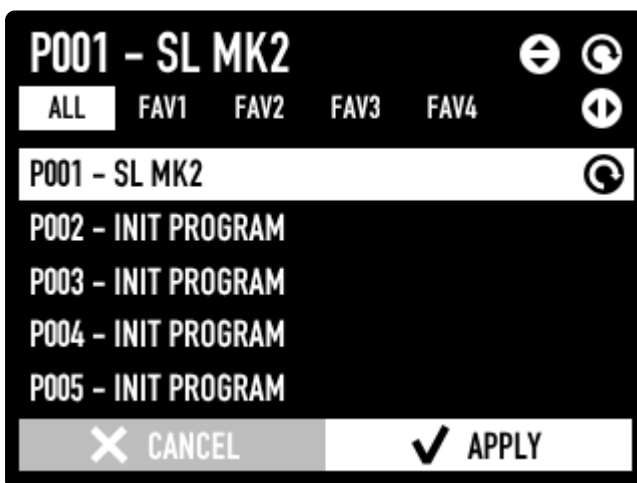 P001 – SL MK2
ALL FAV1 FAV2 FAV3 FAV4
P001 – SL MK2
P002 – INIT PROGRAM
P003 – INIT PROGRAM
P004 – INIT PROGRAM
P005 – INIT PROGRAM
CANCEL APPLY